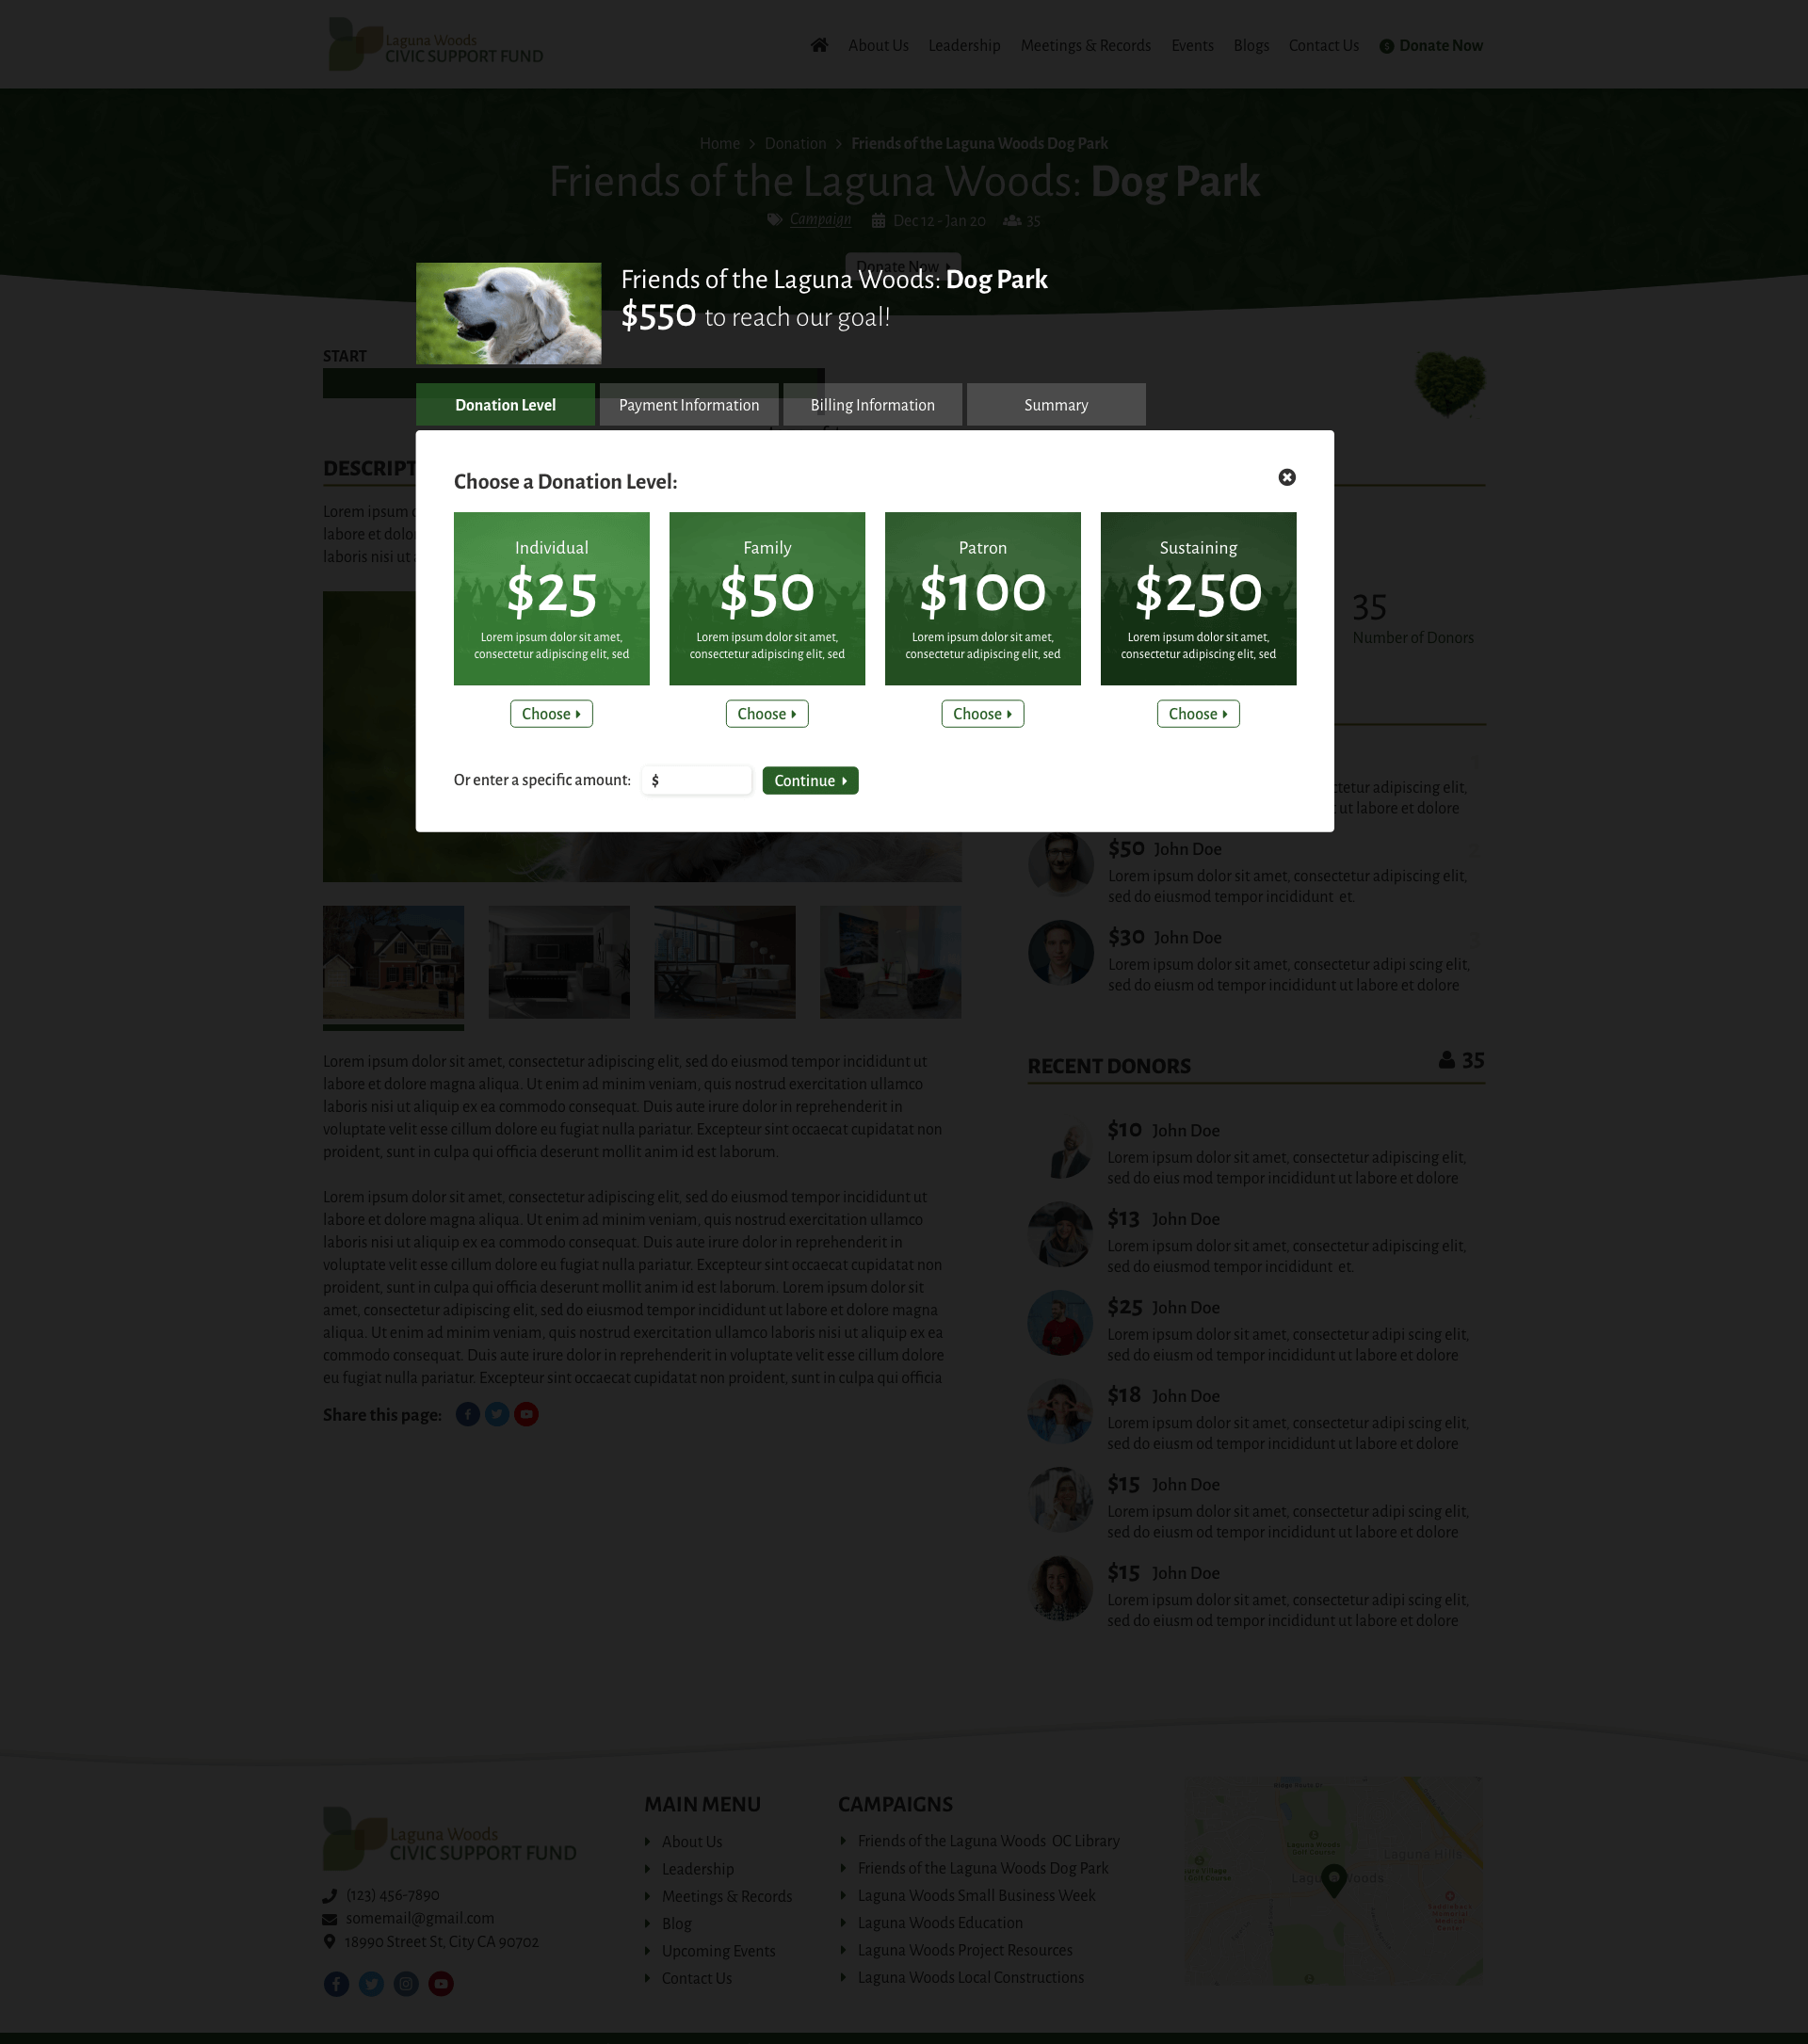 Laguna Woods
CIVIC SUPPORT FUND
About Us Leadership Meetings & Records Events Blogs Contact Us Donate Now
Home > Donation > Friends of the Laguna Woods Dog Park
Friends of the Laguna Woods: Dog Park
Campaign Dec 12 - Jan 20 35
Donate Now
Friends of the Laguna Woods: Dog Park
$550 to reach our goal!
START
Donation Level Payment Information Billing Information Summary
DESCRIPT
Lorem ipsum
labore et dolor
laboris nisi ut
Choose a Donation Level:
Individual
$25
Lorem ipsum dolor sit amet,
consectetur adipiscing elit, sed
Choose
Family
$50
Lorem ipsum dolor sit amet,
consectetur adipiscing elit, sed
Choose
Patron
$100
Lorem ipsum dolor sit amet,
consectetur adipiscing elit, sed
Choose
Sustaining
$250
Lorem ipsum dolor sit amet,
consectetur adipiscing elit, sed
Choose
Or enter a specific amount: $ Continue
35
Number of Donors
ctetur adipiscing elit,
ut labore et dolore
$50 John Doe
Lorem ipsum dolor sit amet, consectetur adipiscing elit,
sed do eiusmod tempor incididunt et.
$30 John Doe
Lorem ipsum dolor sit amet, consectetur adipi scing elit,
sed do eiusm od tempor incididunt ut labore et dolore
Lorem ipsum dolor sit amet, consectetur adipiscing elit, sed do eiusmod tempor incididunt ut
labore et dolore magna aliqua. Ut enim ad minim veniam, quis nostrud exercitation ullamco
laboris nisi ut aliquip ex ea commodo consequat. Duis aute irure dolor in reprehenderit in
voluptate velit esse cillum dolore eu fugiat nulla pariatur. Excepteur sint occaecat cupidatat non
proident, sunt in culpa qui officia deserunt mollit anim id est laborum.
Lorem ipsum dolor sit amet, consectetur adipiscing elit, sed do eiusmod tempor incididunt ut
labore et dolore magna aliqua. Ut enim ad minim veniam, quis nostrud exercitation ullamco
laboris nisi ut aliquip ex ea commodo consequat. Duis aute irure dolor in reprehenderit in
voluptate velit esse cillum dolore eu fugiat nulla pariatur. Excepteur sint occaecat cupidatat non
proident, sunt in culpa qui officia deserunt mollit anim id est laborum. Lorem ipsum dolor sit
amet, consectetur adipiscing elit, sed do eiusmod tempor incididunt ut labore et dolore magna
aliqua. Ut enim ad minim veniam, quis nostrud exercitation ullamco laboris nisi ut aliquip ex ea
commodo consequat. Duis aute irure dolor in reprehenderit in voluptate velit esse cillum dolore
eu fugiat nulla pariatur. Excepteur sint occaecat cupidatat non proident, sunt in culpa qui officia
Share this page:
RECENT DONORS 35
$10 John Doe
Lorem ipsum dolor sit amet, consectetur adipiscing elit,
sed do eius mod tempor incididunt ut labore et dolore
$13 John Doe
Lorem ipsum dolor sit amet, consectetur adipiscing elit,
sed do eiusmod tempor incididunt et.
$25 John Doe
Lorem ipsum dolor sit amet, consectetur adipi scing elit,
sed do eiusm od tempor incididunt ut labore et dolore
$18 John Doe
Lorem ipsum dolor sit amet, consectetur adipi scing elit,
sed do eiusm od tempor incididunt ut labore et dolore
$15 John Doe
Lorem ipsum dolor sit amet, consectetur adipi scing elit,
sed do eiusm od tempor incididunt ut labore et dolore
$15 John Doe
Lorem ipsum dolor sit amet, consectetur adipi scing elit,
sed do eiusm od tempor incididunt ut labore et dolore
Laguna Woods
CIVIC SUPPORT FUND
(123) 456-7890
somemail@gmail.com
18990 Street St, City CA 90702
MAIN MENU
About Us
Leadership
Meetings & Records
Blog
Upcoming Events
Contact Us
CAMPAIGNS
Friends of the Laguna Woods OC Library
Friends of the Laguna Woods Dog Park
Laguna Woods Small Business Week
Laguna Woods Education
Laguna Woods Project Resources
Laguna Woods Local Constructions
Laguna Woods
Golf Course
Laguna Hills
Saddleback
Memorial
Medical
Center